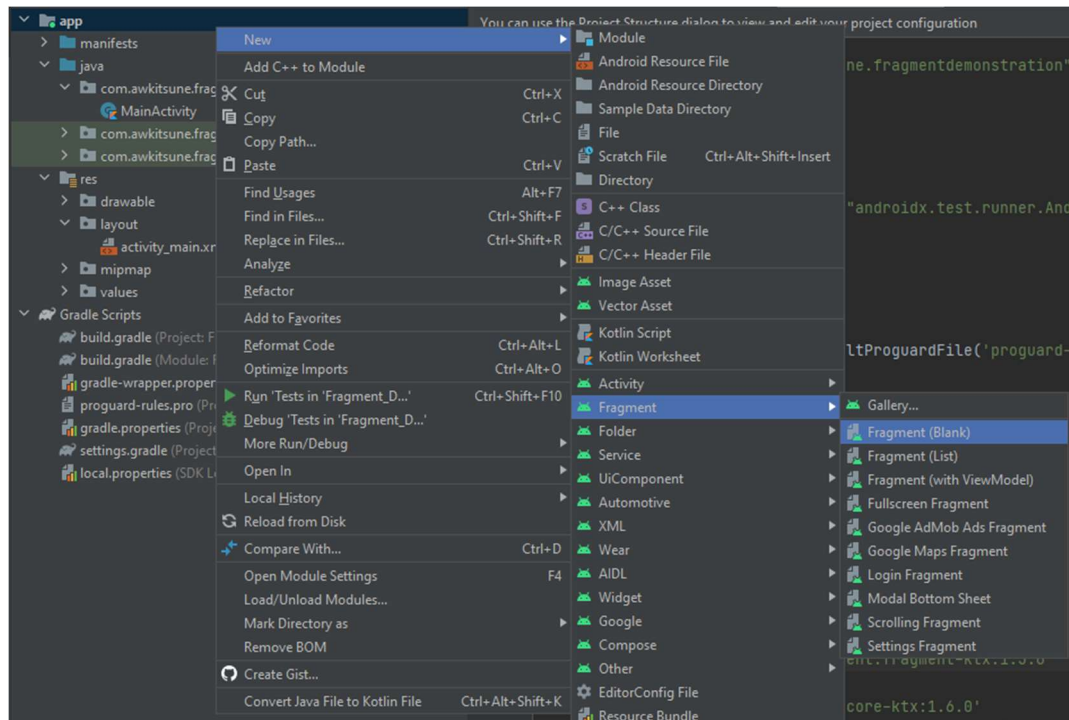 app
You can use the Project Structure dialog to view and edit your project configuration
manifests
java
com.awkitsune.frag
MainActivity
com.awkitsune.frag
com.awkitsune.frag
res
drawable
layout
activity_main.xm
mipmap
values
Gradle Scripts
build.gradle (Project: F
build.gradle (Module: F
gradle-wrapper.proper
proguard-rules.pro (Pr
gradle.properties (Proj
settings.gradle (Project
local.properties (SDK L
New
Add C++ to Module
Cut Ctrl+X
Copy Ctrl+C
Copy Path...
Paste Ctrl+V
Find Usages Alt+F7
Find in Files... Ctrl+Shift+F
Replace in Files... Ctrl+Shift+R
Analyze
Refactor
Add to Favorites
Reformat Code Ctrl+Alt+L
Optimize Imports Ctrl+Alt+O
Run 'Tests in 'Fragment_D...' Ctrl+Shift+F10
Debug 'Tests in 'Fragment_D...'
More Run/Debug
Open In
Local History
Reload from Disk
Compare With... Ctrl+D
Open Module Settings F4
Load/Unload Modules...
Mark Directory as
Remove BOM
Create Gist...
Convert Java File to Kotlin File Ctrl+Alt+Shift+K
Module
Android Resource File
Android Resource Directory
Sample Data Directory
File
Scratch File Ctrl+Alt+Shift+Insert
Directory
C++ Class
C/C++ Source File
C/C++ Header File
Image Asset
Vector Asset
Kotlin Script
Kotlin Worksheet
Activity
Fragment
Folder
Service
UiComponent
Automotive
XML
Wear
AIDL
Widget
Google
Compose
Other
EditorConfig File
Resource Bundle
Gallery...
Fragment (Blank)
Fragment (List)
Fragment (with ViewModel)
Fullscreen Fragment
Google AdMob Ads Fragment
Google Maps Fragment
Login Fragment
Modal Bottom Sheet
Scrolling Fragment
Settings Fragment
ne.fragmentdemonstration"
"androidx.test.runner.And
ltProguardFile('proguard-
core-ktx:1.6.0'